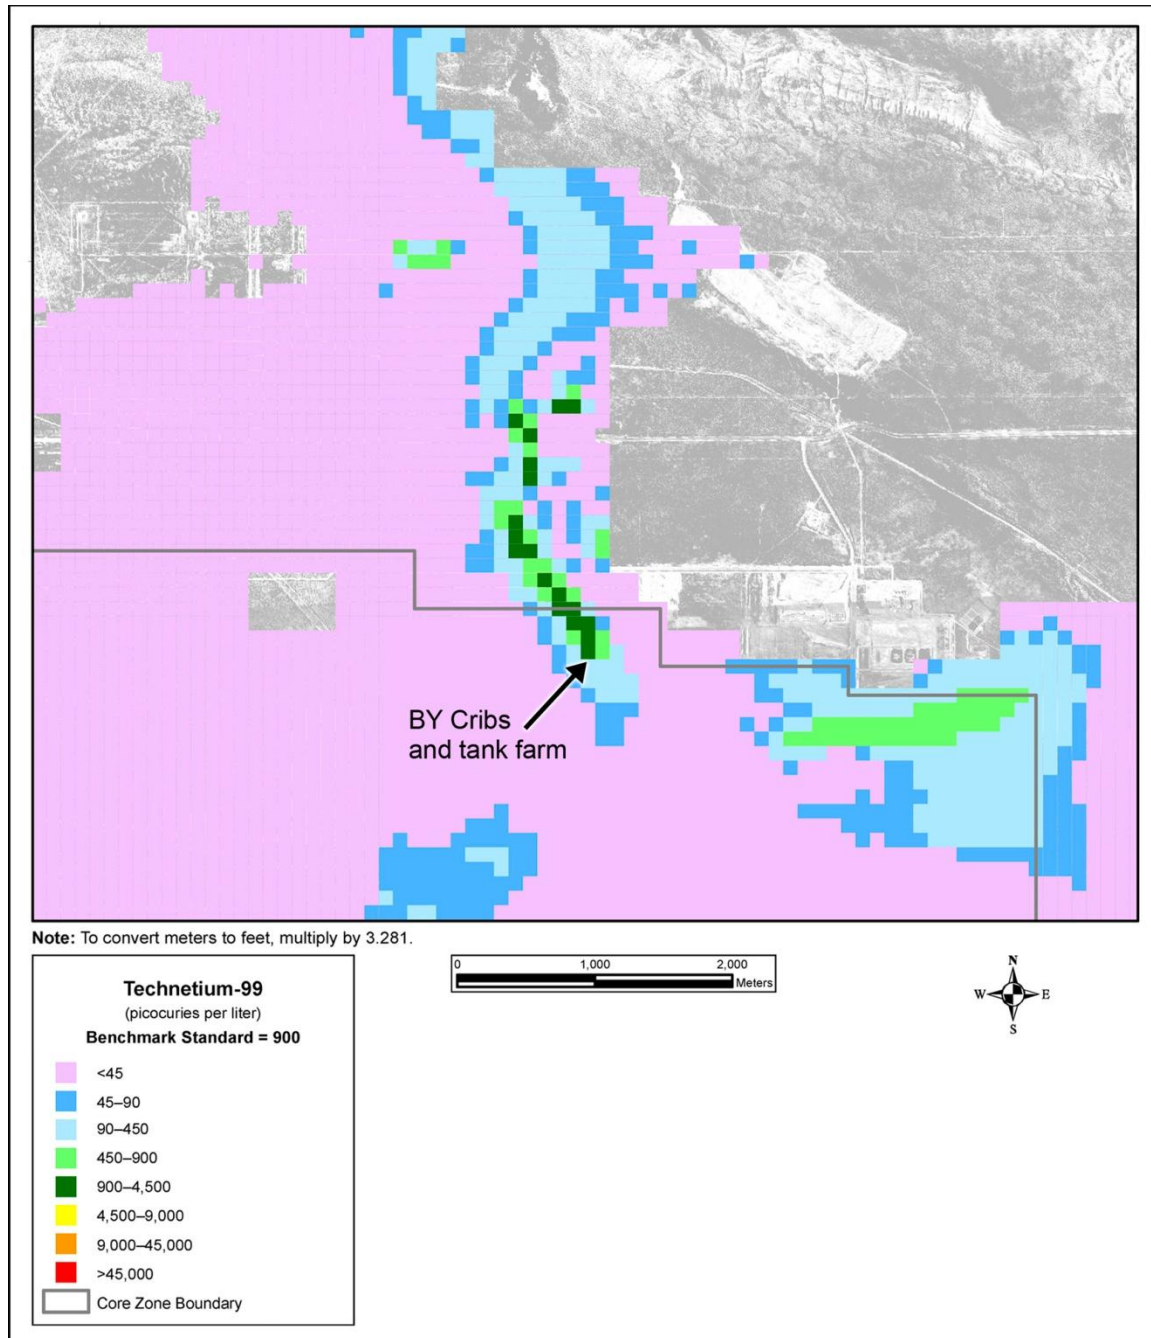 BY Cribs
and tank farm
Note: To convert meters to feet, multiply by 3.281.
Technetium-99
(picocuries per liter)
Benchmark Standard = 900
<45
45–90
90–450
450–900
900–4,500
4,500–9,000
9,000–45,000
>45,000
Core Zone Boundary
0 1,000 2,000
Meters
N
W E
S